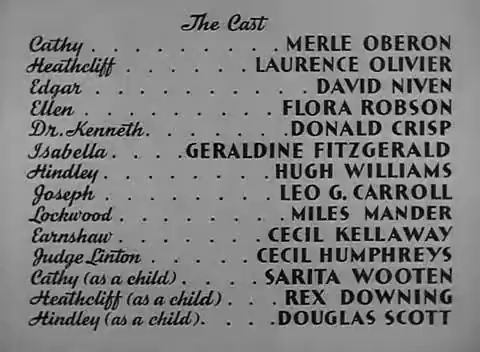 The Cast
Cathy . . . . . . . . . MERLE OBERON
Heathcliff . . . . . . LAURENCE OLIVIER
Edgar . . . . . . . . . DAVID NIVEN
Ellen . . . . . . . . FLORA ROBSON
Dr. Kenneth. . . . . . . DONALD CRISP
Isabella . . . .GERALDINE FITZGERALD
Hindley. . . . . . . . HUGH WILLIAMS
Joseph . . . . . . . . LEO G. CARROLL
Lockwood . . . . . . . MILES MANDER
Earnshaw . . . . . . CECIL KELLAWAY
Judge Linton . . . . . CECIL HUMPHREYS
Cathy (as a child) . . . . SARITA WOOTEN
Heathcliff (as a child) . . . REX DOWNING
Hindley (as a child). . . .DOUGLAS SCOTT